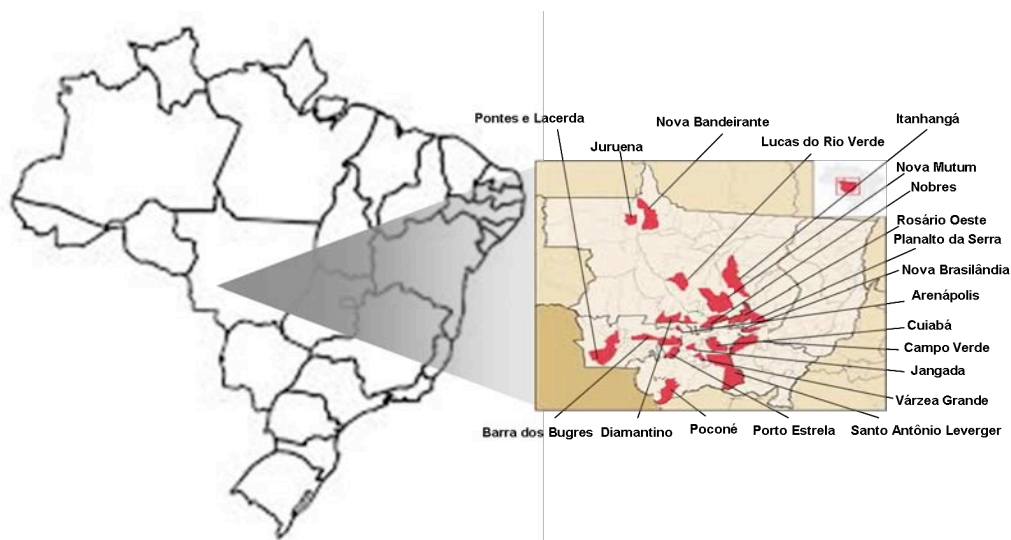 Pontes e Lacerda
Nova Bandeirante
Itanhangá
Juruena
Lucas do Rio Verde
Nova Mutum
Nobres
Rosário Oeste
Planalto da Serra
Nova Brasilândia
Arenápolis
Cuiabá
Campo Verde
Jangada
Várzea Grande
Barra dos Bugres
Diamantino
Poconé
Porto Estrela
Santo Antônio Leverger